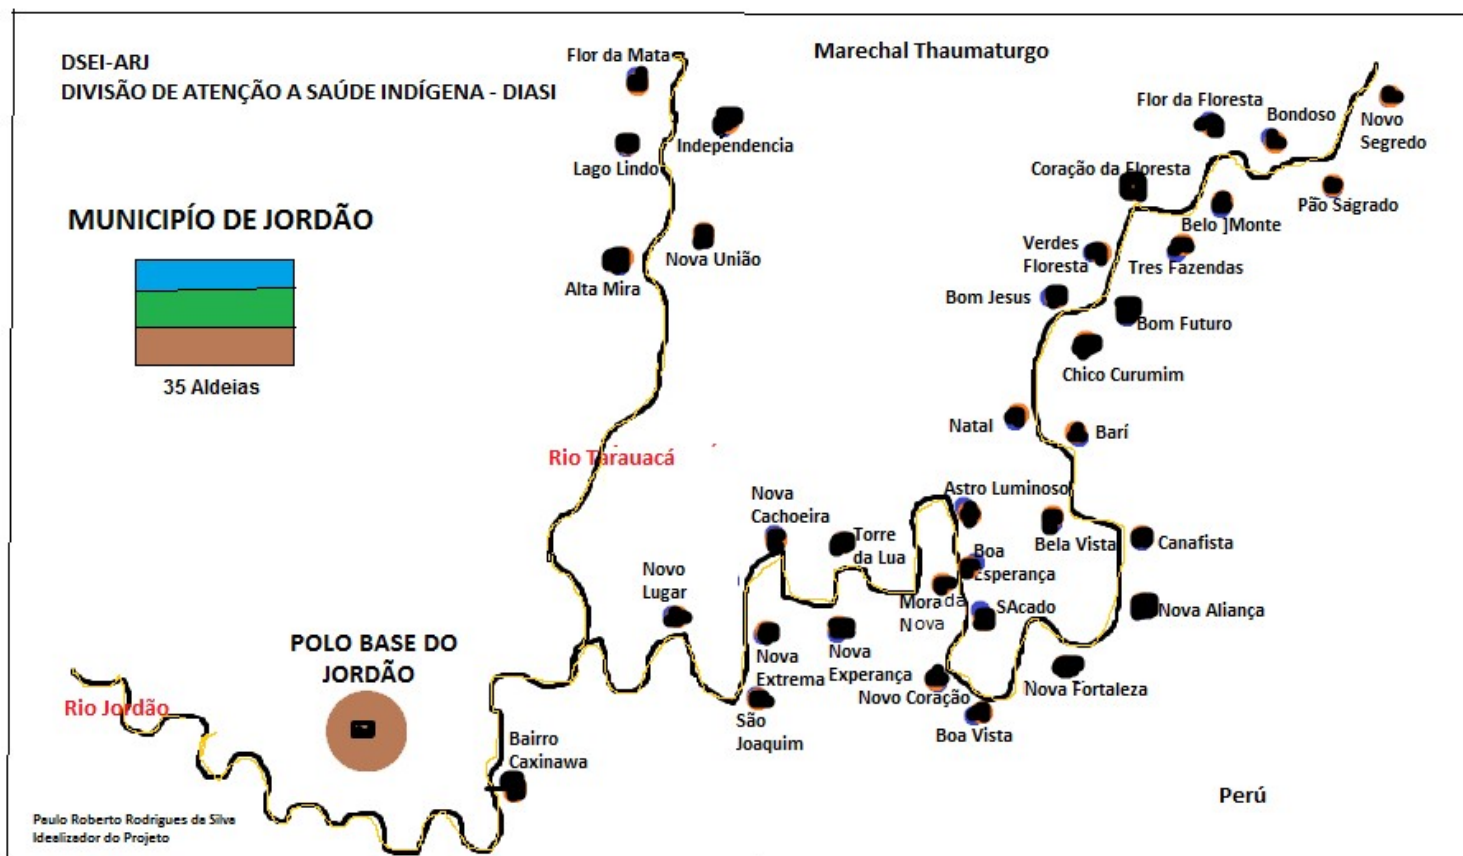 DSEI-ARJ
DIVISÃO DE ATENÇÃO A SAÚDE INDÍGENA - DIASI
Flor da Mata
Marechal Thaumaturgo
Flor da Floresta
Bondoso
Novo
Segredo
Independencia
Lago Lindo
Coração da Floresta
Pão Sagrado
MUNICIPÍO DE JORDÃO
Belo ]Monte
Verdes
Floresta
Nova União
Tres Fazendas
Alta Mira
Bom Jesus
Bom Futuro
35 Aldeias
Chico Curumim
Natal
Barí
Rio Tarauacá
Astro Luminoso
Nova
Cachoeira
Torre
da Lua
Bela Vista
Canafista
Boa
Esperança
Novo
Lugar
Morada
Nova
SAcado
Nova Aliança
POLO BASE DO
JORDÃO
Nova
Extrema
Nova
Esperança
Novo Coração
Nova Fortaleza
Rio Jordão
São
Joaquim
Boa Vista
Bairro
Caxinawa
Perú
Paulo Roberto Rodrigues da Silva
Idealizador do Projeto